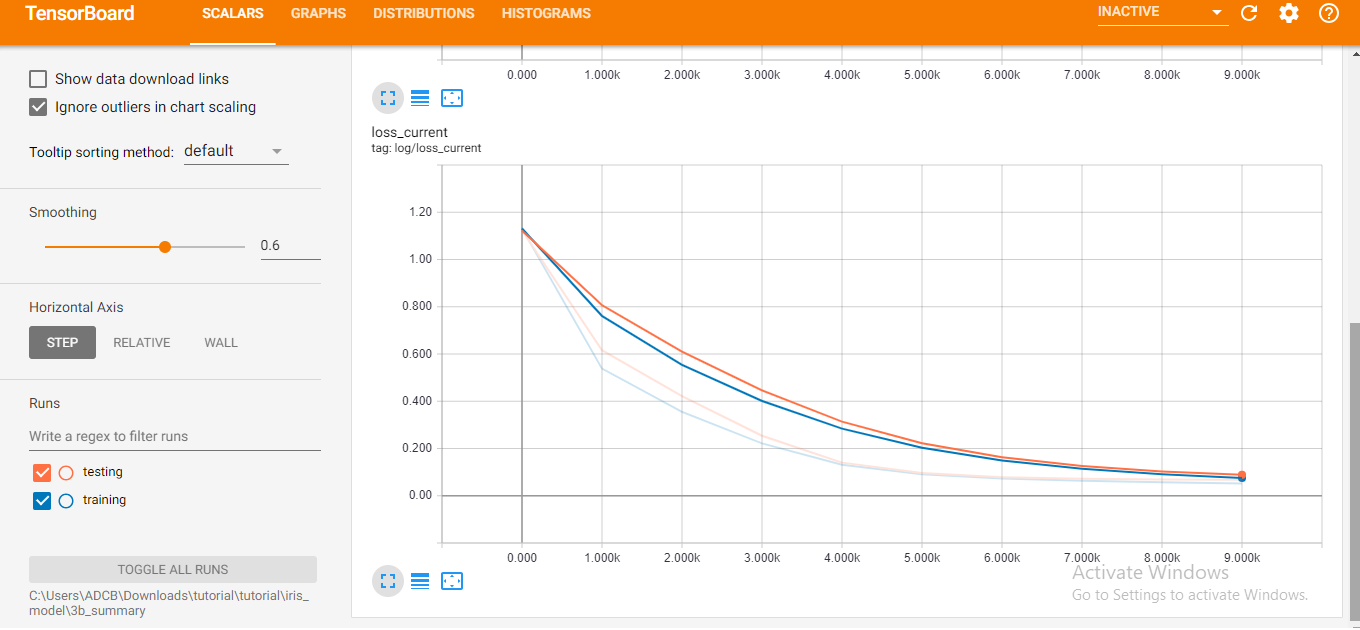 TensorBoard
SCALARS GRAPHS DISTRIBUTIONS HISTOGRAMS
INACTIVE
Show data download links
Ignore outliers in chart scaling
Tooltip sorting method: default
Smoothing
0.6
Horizontal Axis
STEP RELATIVE WALL
Runs
Write a regex to filter runs
testing
training
TOGGLE ALL RUNS
C:\Users\ADCB\Downloads\tutorial\tutorial\iris_
model\3b_summary
0.000 1.000k 2.000k 3.000k 4.000k 5.000k 6.000k 7.000k 8.000k 9.000k
loss_current
tag: log/loss_current
1.20
1.00
0.800
0.600
0.400
0.200
0.00
0.000 1.000k 2.000k 3.000k 4.000k 5.000k 6.000k 7.000k 8.000k 9.000k
Activate Windows
Go to Settings to activate Windows.